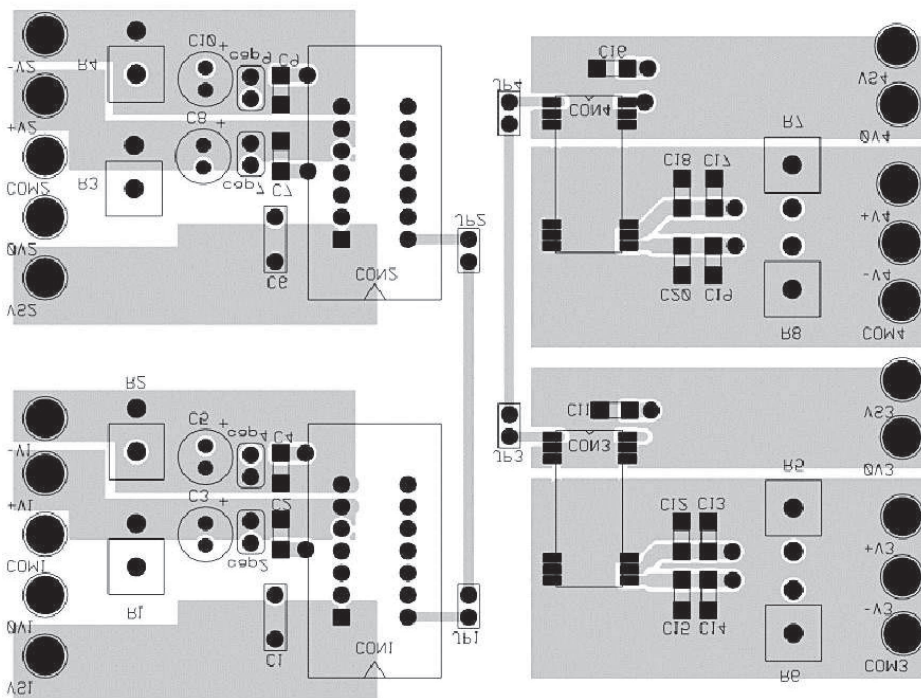 C10 +
-V2
R4
cap9
C9
+V2
C8 +
R3
cap7
C7
COM2
0V2
C6
CON2
VS2
JP2
C16
VS4
JP4
CON4
0V4
R7
C18 C17
+V4
-V4
C20 C19
R8
COM4
R2
C5 +
cap4
C4
-V1
C3 +
C2
+V1
cap2
COM1
R1
0V1
C1
CON1
VS1
JP1
C11
VS3
CON3
JP3
0V3
R5
C12 C13
+V3
-V3
C15 C14
R6
COM3